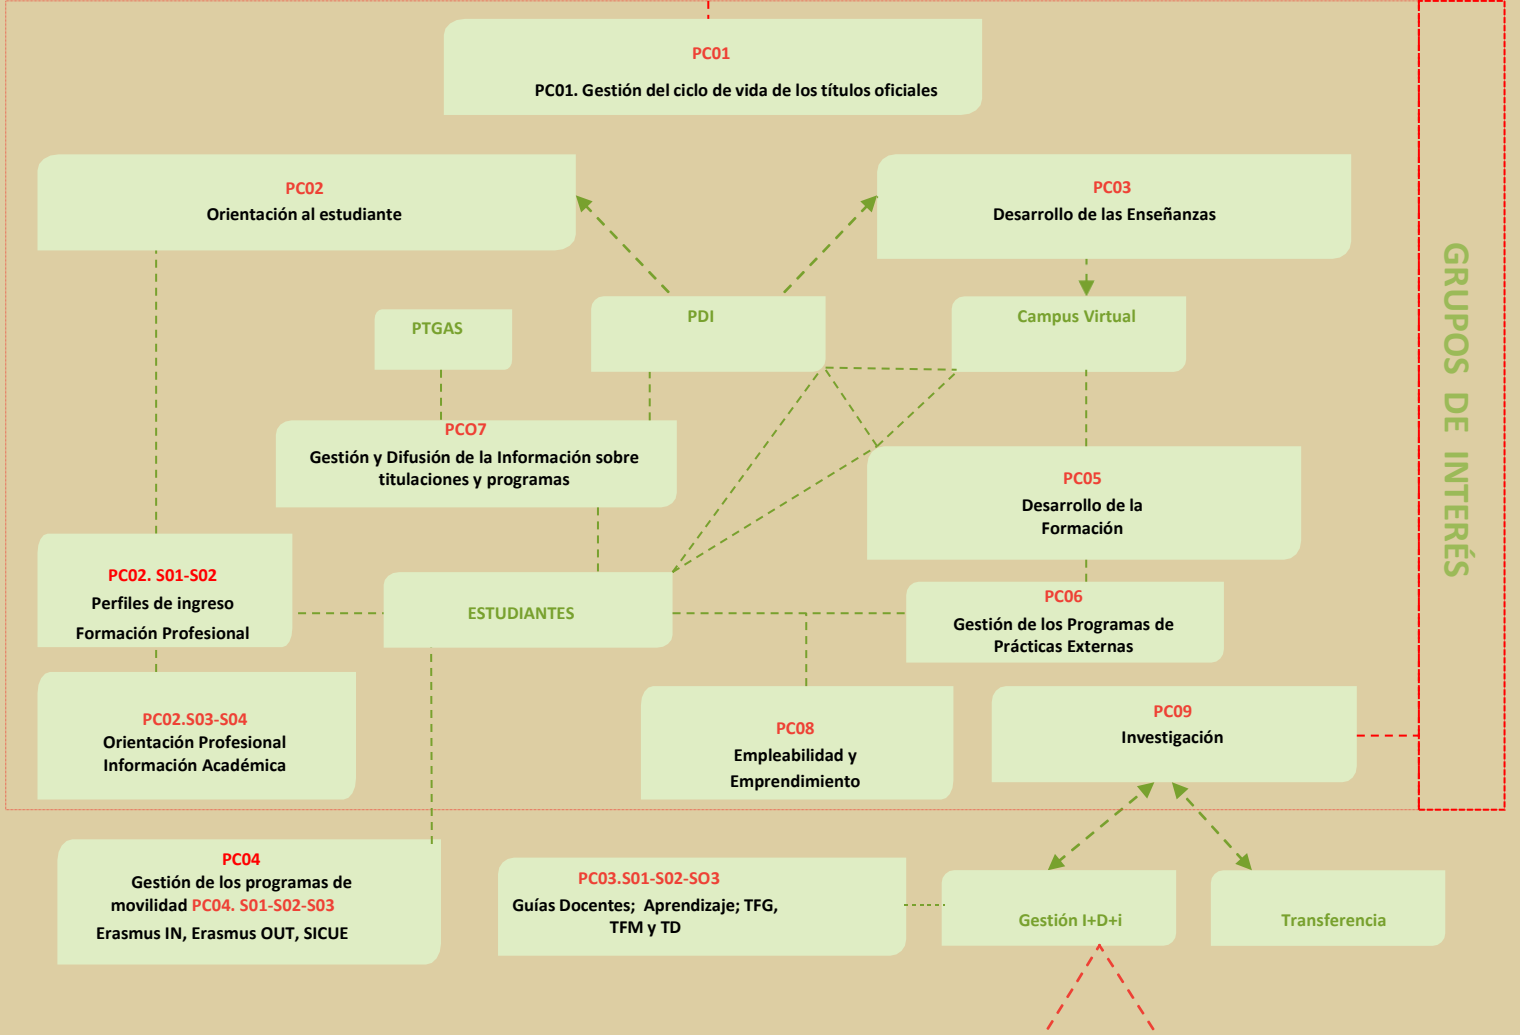 PC01
PC01. Gestión del ciclo de vida de los títulos oficiales
PC02
Orientación al estudiante
PC03
Desarrollo de las Enseñanzas
PTGAS
PDI
Campus Virtual
PCO7
Gestión y Difusión de la Información sobre
titulaciones y programas
PC05
Desarrollo de la
Formación
PC02. S01-S02
Perfiles de ingreso
Formación Profesional
ESTUDIANTES
PC06
Gestión de los Programas de
Prácticas Externas
PC02.S03-S04
Orientación Profesional
Información Académica
PC08
Empleabilidad y
Emprendimiento
PC09
Investigación
GRUPOS DE INTERÉS
PC04
Gestión de los programas de
movilidad PC04. S01-S02-S03
Erasmus IN, Erasmus OUT, SICUE
PC03.S01-S02-SO3
Guías Docentes; Aprendizaje; TFG,
TFM y TD
Gestión I+D+i
Transferencia